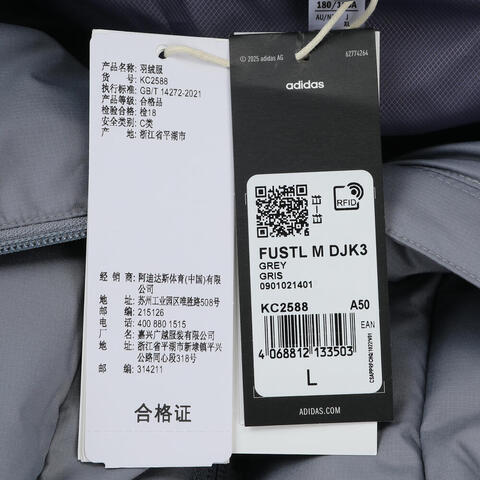 180/1
AU/N
J
XL
产品名称: 羽绒服
货 号: KC2588
执行标准: GB/T 14272-2021
产品等级: 合格品
检验合格: 检18
安全类别: C类
产 地: 浙江省平湖市
经 销 商: 阿迪达斯体育(中国)有限
公司
地 址: 苏州工业园区唯胜路508号
邮 编: 215126
电 话: 400 880 1515
制 造 商: 嘉兴广越服装有限公司
地 址: 浙江省平湖市新埭镇平兴
公路兴园段318号
邮 编: 314211
合格证
©2025 adidas AG
62774264
adidas
RFID
FUSTL M DJK3
GREY
GRIS
0901021401
KC2588 A50
EAN
4 068812 133503
L
ADIDAS.COM